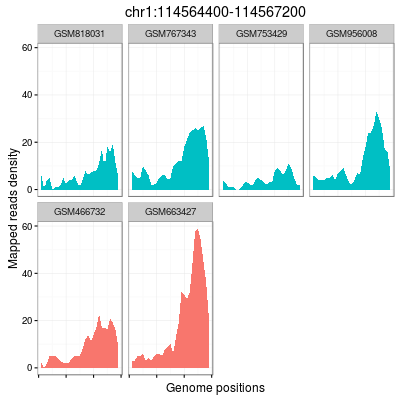 chr1:114564400-114567200
GSM818031 GSM767343 GSM753429 GSM956008
60
40
20
0
GSM466732 GSM663427
60
40
20
0
Mapped reads density
Genome positions